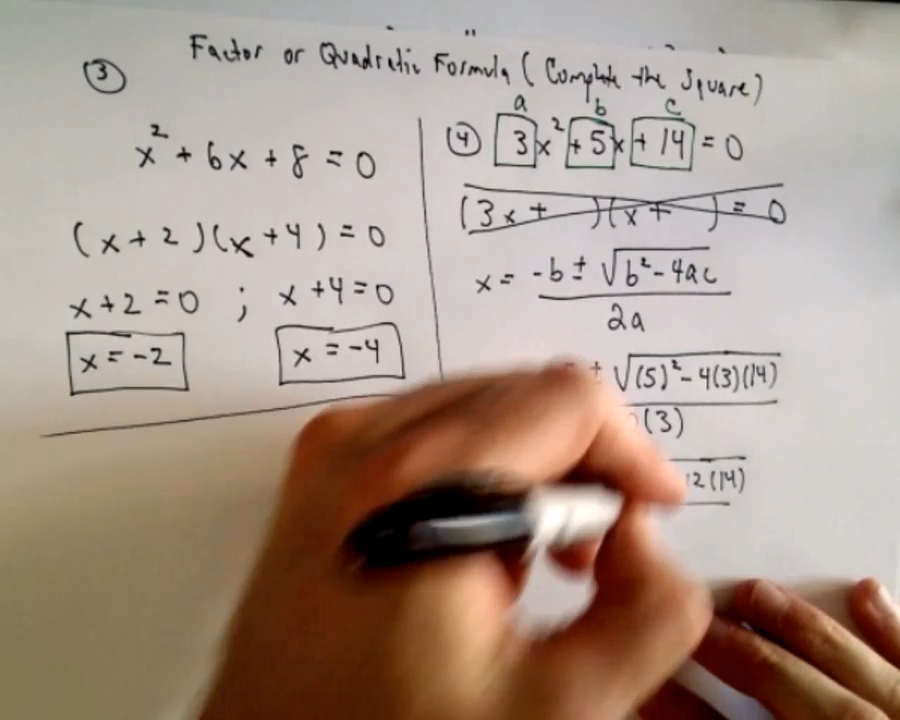 Factor or Quadratic Formula (Complete the Square)
③
x² + 6x + 8 = 0
(x + 2)(x + 4) = 0
x + 2 = 0 ; x + 4 = 0
x = -2
x = -4
a b c
④ 3x² + 5x + 14 = 0
(3x + )(x + ) = 0
x = -b ± √b² - 4ac
2a
± √(5)² - 4(3)(14)
(3)
12(14)